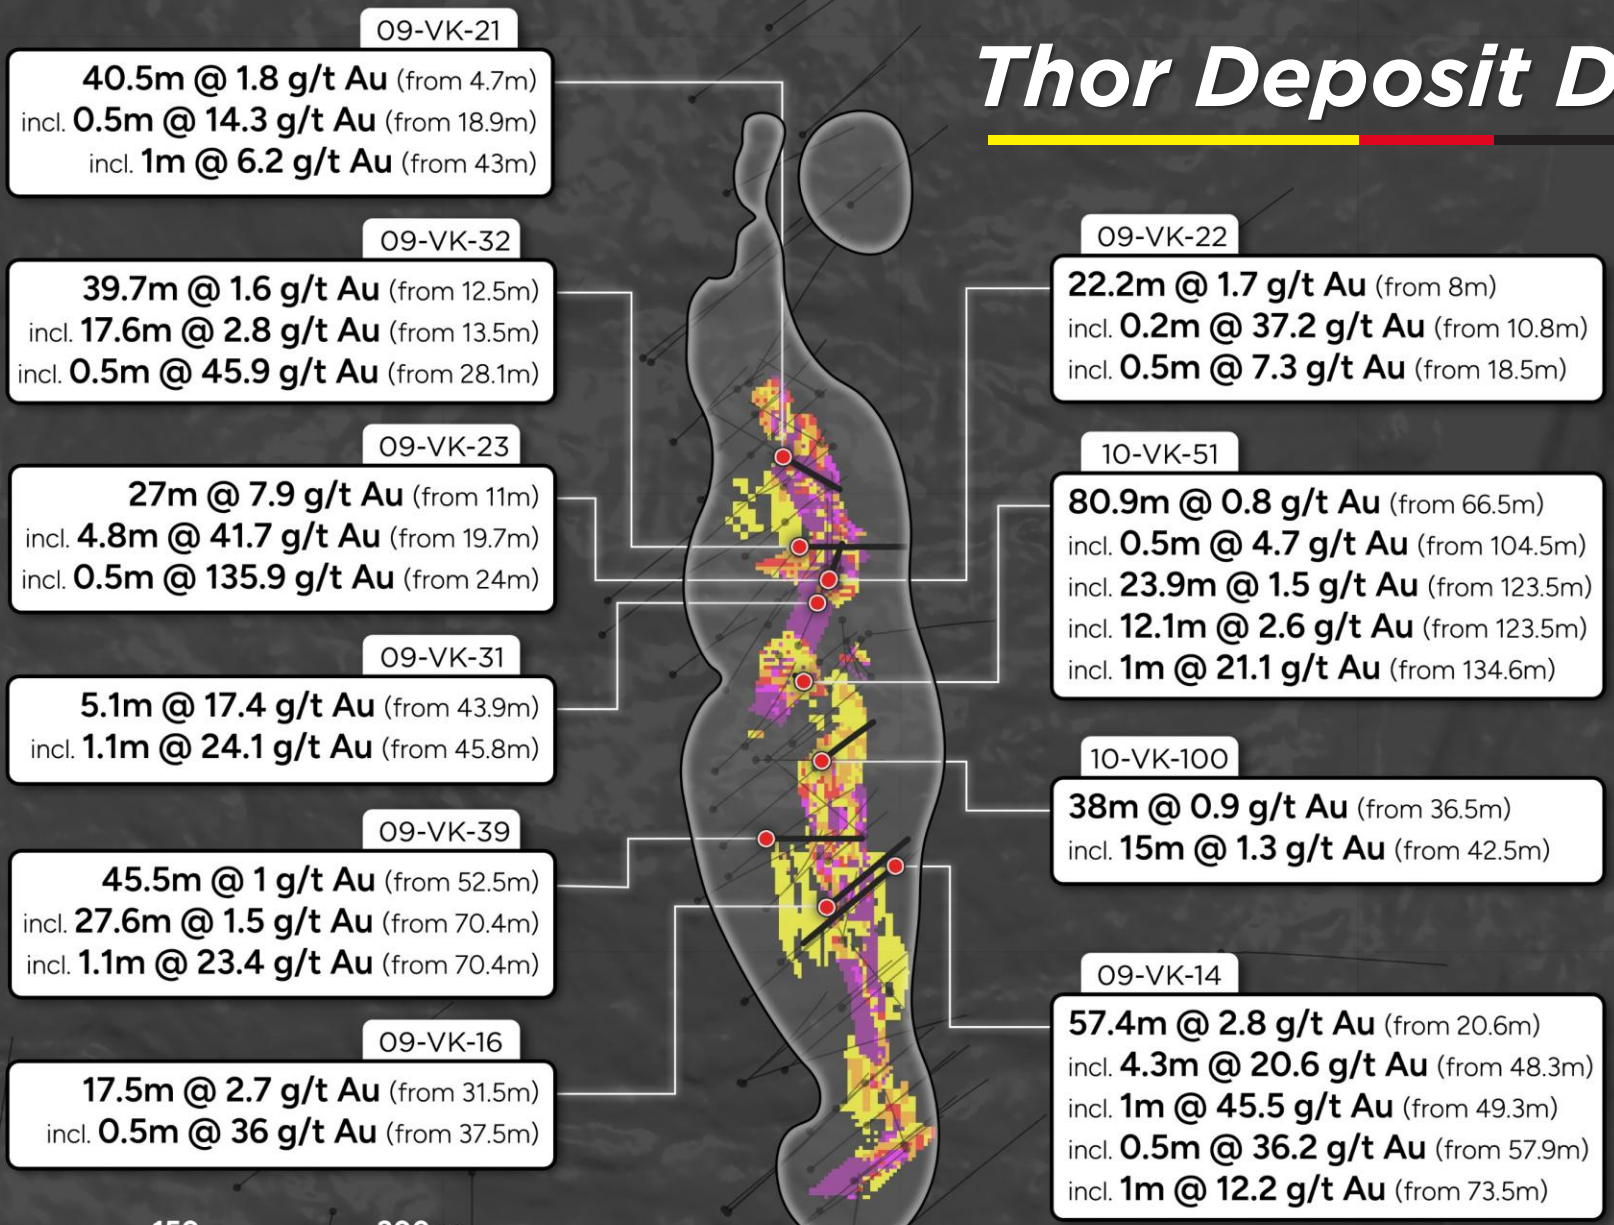 Thor Deposit D
09-VK-21
40.5m @ 1.8 g/t Au (from 4.7m)
incl. 0.5m @ 14.3 g/t Au (from 18.9m)
incl. 1m @ 6.2 g/t Au (from 43m)
09-VK-32
39.7m @ 1.6 g/t Au (from 12.5m)
incl. 17.6m @ 2.8 g/t Au (from 13.5m)
incl. 0.5m @ 45.9 g/t Au (from 28.1m)
09-VK-23
27m @ 7.9 g/t Au (from 11m)
incl. 4.8m @ 41.7 g/t Au (from 19.7m)
incl. 0.5m @ 135.9 g/t Au (from 24m)
09-VK-31
5.1m @ 17.4 g/t Au (from 43.9m)
incl. 1.1m @ 24.1 g/t Au (from 45.8m)
09-VK-39
45.5m @ 1 g/t Au (from 52.5m)
incl. 27.6m @ 1.5 g/t Au (from 70.4m)
incl. 1.1m @ 23.4 g/t Au (from 70.4m)
09-VK-16
17.5m @ 2.7 g/t Au (from 31.5m)
incl. 0.5m @ 36 g/t Au (from 37.5m)
09-VK-22
22.2m @ 1.7 g/t Au (from 8m)
incl. 0.2m @ 37.2 g/t Au (from 10.8m)
incl. 0.5m @ 7.3 g/t Au (from 18.5m)
10-VK-51
80.9m @ 0.8 g/t Au (from 66.5m)
incl. 0.5m @ 4.7 g/t Au (from 104.5m)
incl. 23.9m @ 1.5 g/t Au (from 123.5m)
incl. 12.1m @ 2.6 g/t Au (from 123.5m)
incl. 1m @ 21.1 g/t Au (from 134.6m)
10-VK-100
38m @ 0.9 g/t Au (from 36.5m)
incl. 15m @ 1.3 g/t Au (from 42.5m)
09-VK-14
57.4m @ 2.8 g/t Au (from 20.6m)
incl. 4.3m @ 20.6 g/t Au (from 48.3m)
incl. 1m @ 45.5 g/t Au (from 49.3m)
incl. 0.5m @ 36.2 g/t Au (from 57.9m)
incl. 1m @ 12.2 g/t Au (from 73.5m)